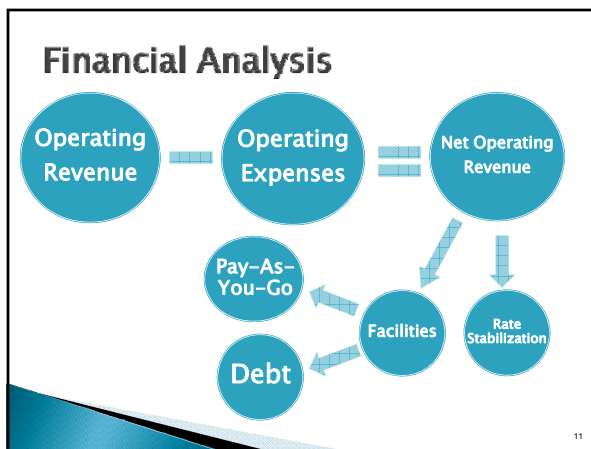 Financial Analysis
Operating
Revenue
Operating
Expenses
Net Operating
Revenue
Pay-As-
You-Go
Facilities
Rate
Stabilization
Debt
11